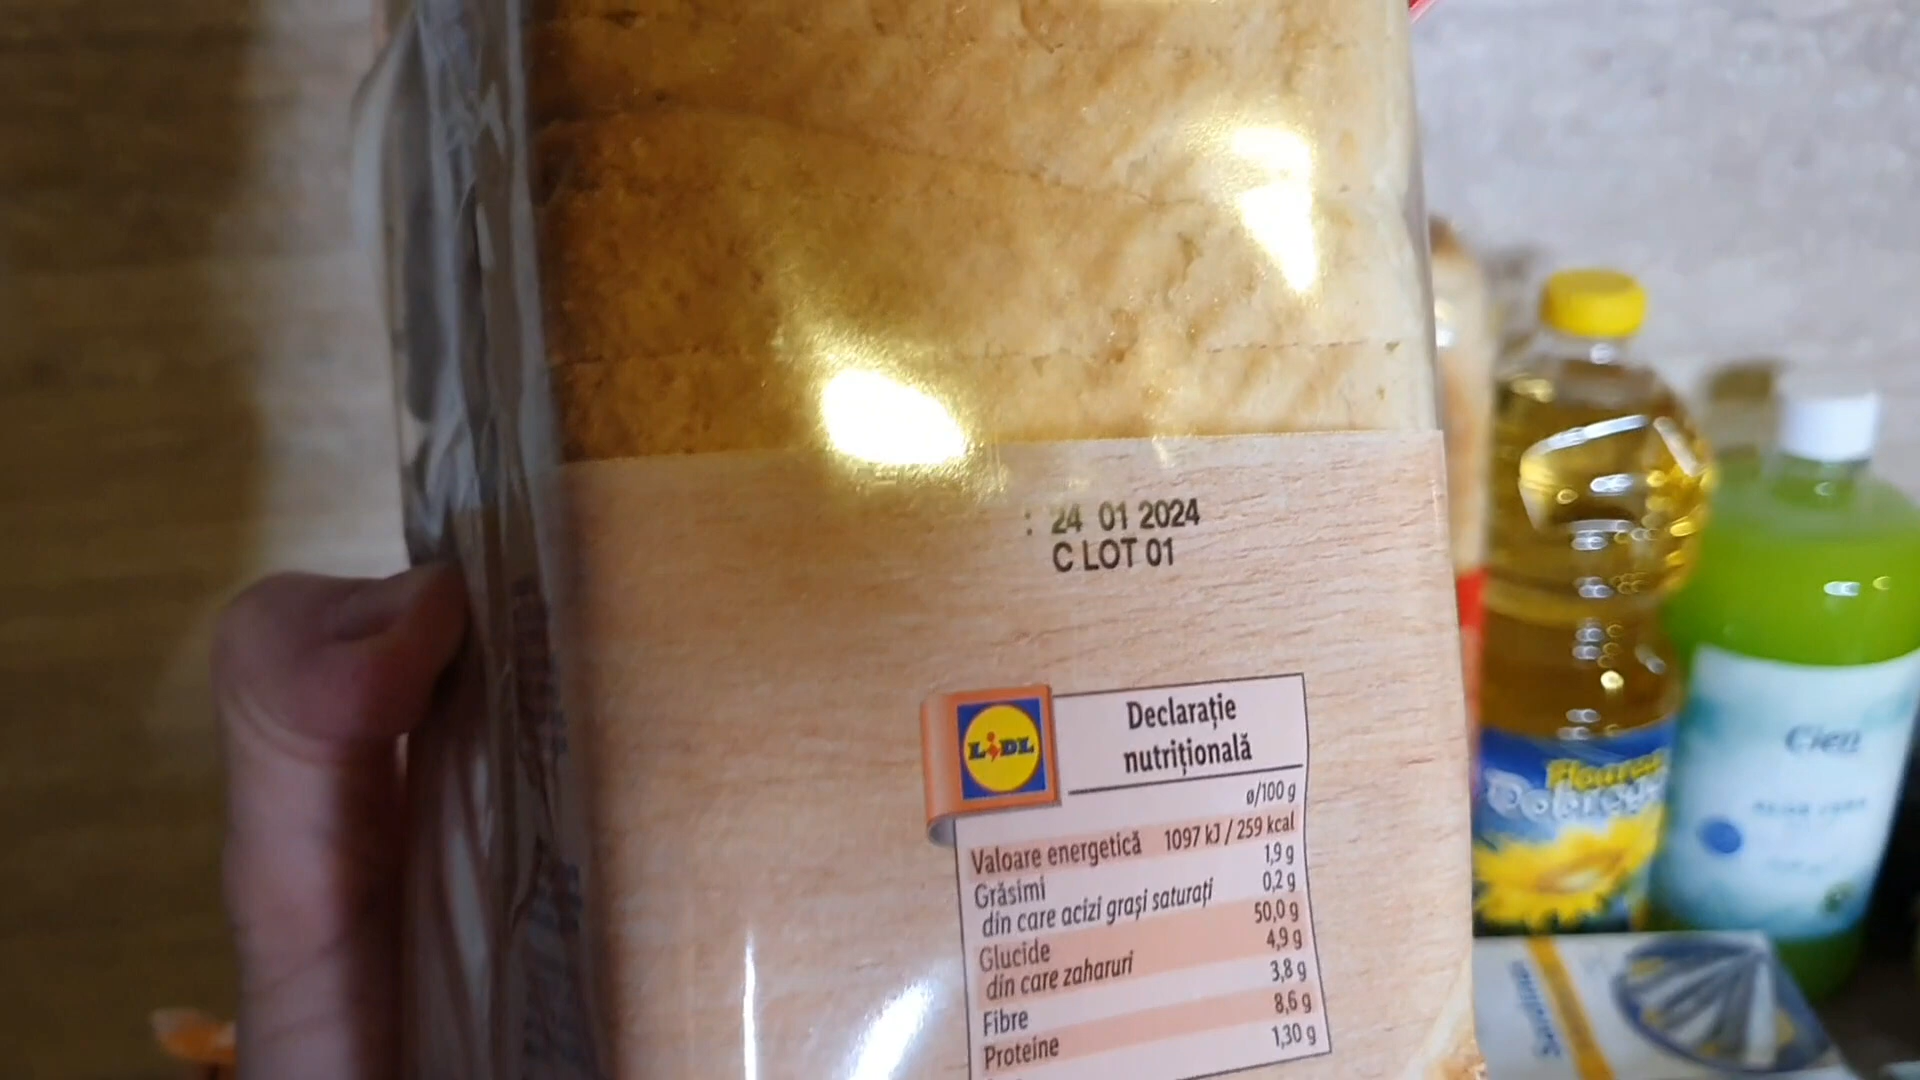 : 24 01 2024
C LOT 01
LIDL
Declarație
nutrițională
ø/100 g
Valoare energetică 1097 kJ / 259 kcal
Grăsimi 1,9 g
din care acizi grași saturați 0,2 g
Glucide 50,0 g
din care zaharuri 4,9 g
Fibre 3,8 g
Proteine 8,6 g
1,30 g
Floarea
Cien